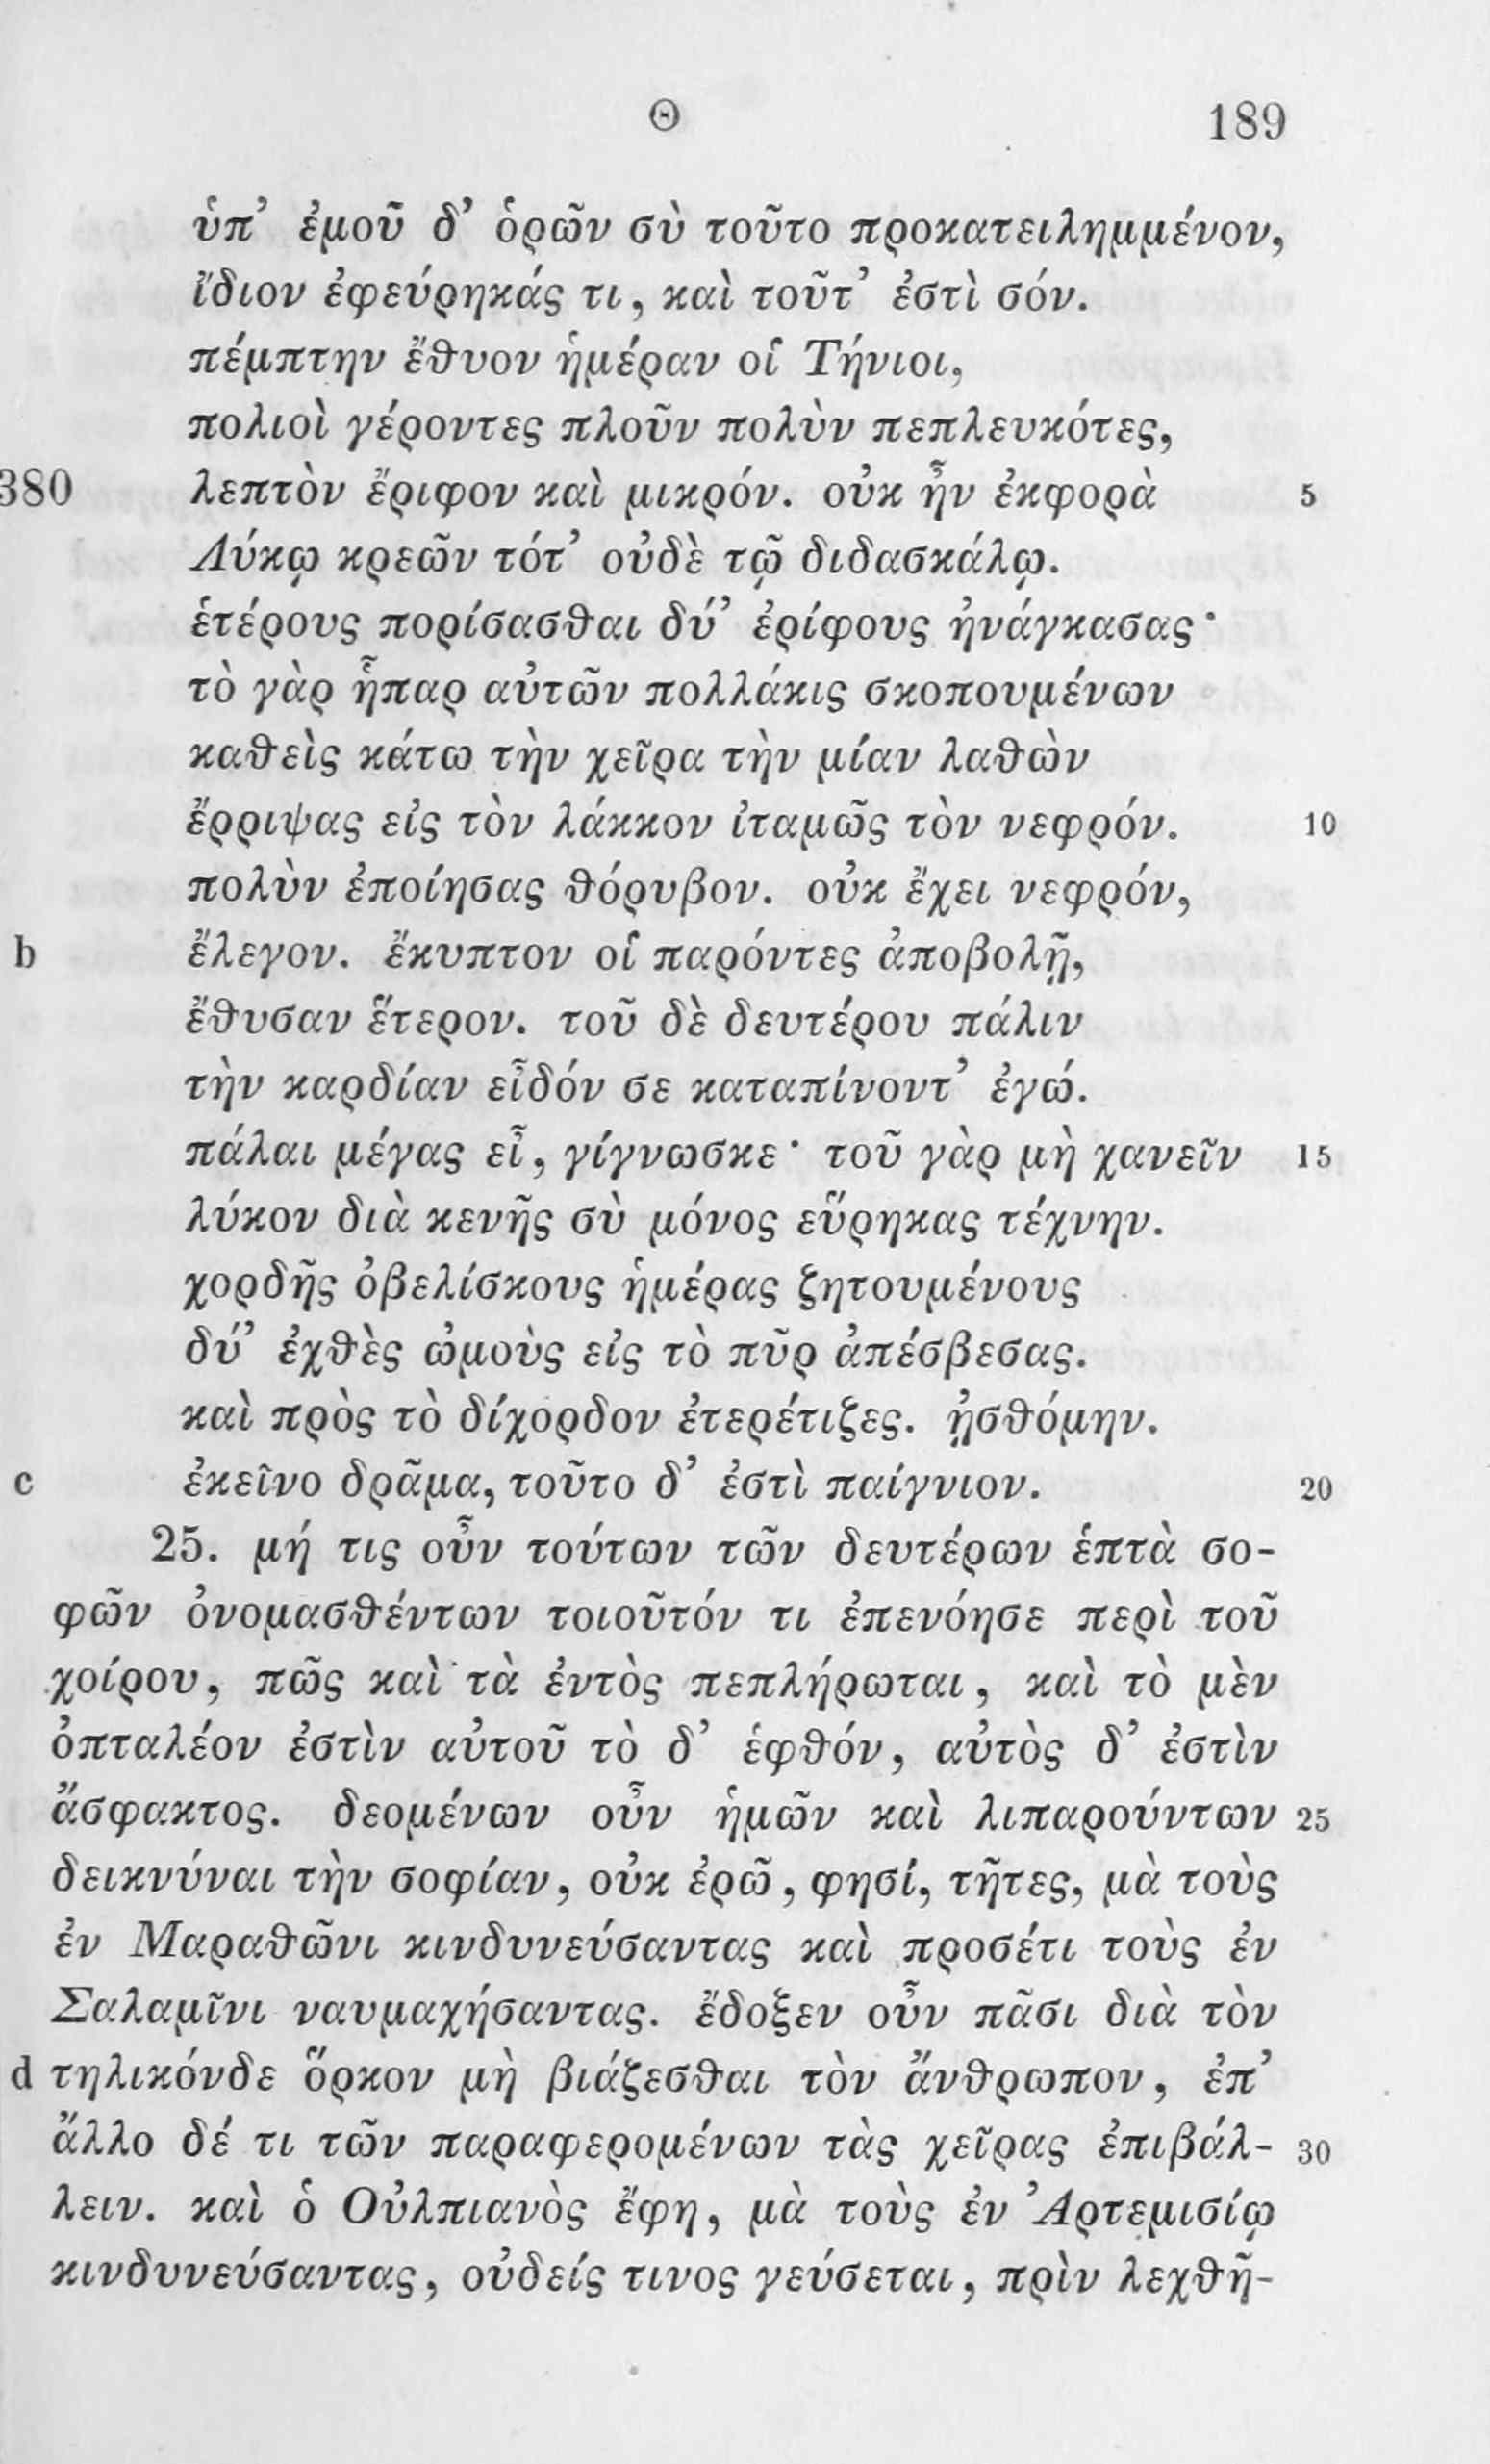 Θ 189
ὑπ’ ἐμοῦ δ’ ὁρῶν σὺ τοῦτο προκατειλημμένον,
ἴδιον ἐφεύρηκάς τι, καὶ τοῦτ’ ἐστὶ σόν.
πέμπτην ἔθυον ἡμέραν οἱ Τήνιοι,
πολιοὶ γέροντες πλοῦν πολὺν πεπλευκότες,
380 λεπτὸν ἔριφον καὶ μικρόν. οὐκ ἦν ἐκφορὰ 5
Λύκῳ κρεῶν τότ’ οὐδὲ τῷ διδασκάλῳ.
ἑτέρους πορίσασθαι δύ’ ἐρίφους ἠνάγκασας·
τὸ γὰρ ἧπαρ αὐτῶν πολλάκις σκοπουμένων
καθεὶς κάτω τὴν χεῖρα τὴν μίαν λαθὼν
ἔρριψας εἰς τὸν λάκκον ἰταμῶς τὸν νεφρόν. 10
πολὺν ἐποίησας θόρυβον. οὐκ ἔχει νεφρόν,
b ἔλεγον. ἔκυπτον οἱ παρόντες ἀποβολῇ,
ἔθυσαν ἕτερον. τοῦ δὲ δευτέρου πάλιν
τὴν καρδίαν εἶδόν σε καταπίνοντ’ ἐγώ.
πάλαι μέγας εἶ, γίγνωσκε· τοῦ γὰρ μὴ χανεῖν 15
λύκον διὰ κενῆς σὺ μόνος εὕρηκας τέχνην.
χορδῆς ὀβελίσκους ἡμέρας ζητουμένους
δύ’ ἐχθὲς ὠμοὺς εἰς τὸ πῦρ ἀπέσβεσας.
καὶ πρὸς τὸ δίχορδον ἐτερέτιζες. ᾐσθόμην.
c ἐκεῖνο δρᾶμα, τοῦτο δ’ ἐστὶ παίγνιον. 20
25. μή τις οὖν τούτων τῶν δευτέρων ἑπτὰ σο-
φῶν ὀνομασθέντων τοιοῦτόν τι ἐπενόησε περὶ τοῦ
χοίρου, πῶς καὶ τὰ ἐντὸς πεπλήρωται, καὶ τὸ μὲν
ὀπταλέον ἐστὶν αὐτοῦ τὸ δ’ ἑφθόν, αὐτὸς δ’ ἐστὶν
ἄσφακτος. δεομένων οὖν ἡμῶν καὶ λιπαρούντων 25
δεικνύναι τὴν σοφίαν, οὐκ ἐρῶ, φησί, τῆτες, μὰ τοὺς
ἐν Μαραθῶνι κινδυνεύσαντας καὶ προσέτι τοὺς ἐν
Σαλαμῖνι ναυμαχήσαντας. ἔδοξεν οὖν πᾶσι διὰ τὸν
d τηλικόνδε ὅρκον μὴ βιάζεσθαι τὸν ἄνθρωπον, ἐπ’
ἄλλο δέ τι τῶν παραφερομένων τὰς χεῖρας ἐπιβάλ- 30
λειν. καὶ ὁ Οὐλπιανὸς ἔφη, μὰ τοὺς ἐν Ἀρτεμισίῳ
κινδυνεύσαντας, οὐδείς τινος γεύσεται, πρὶν λεχθῆ-